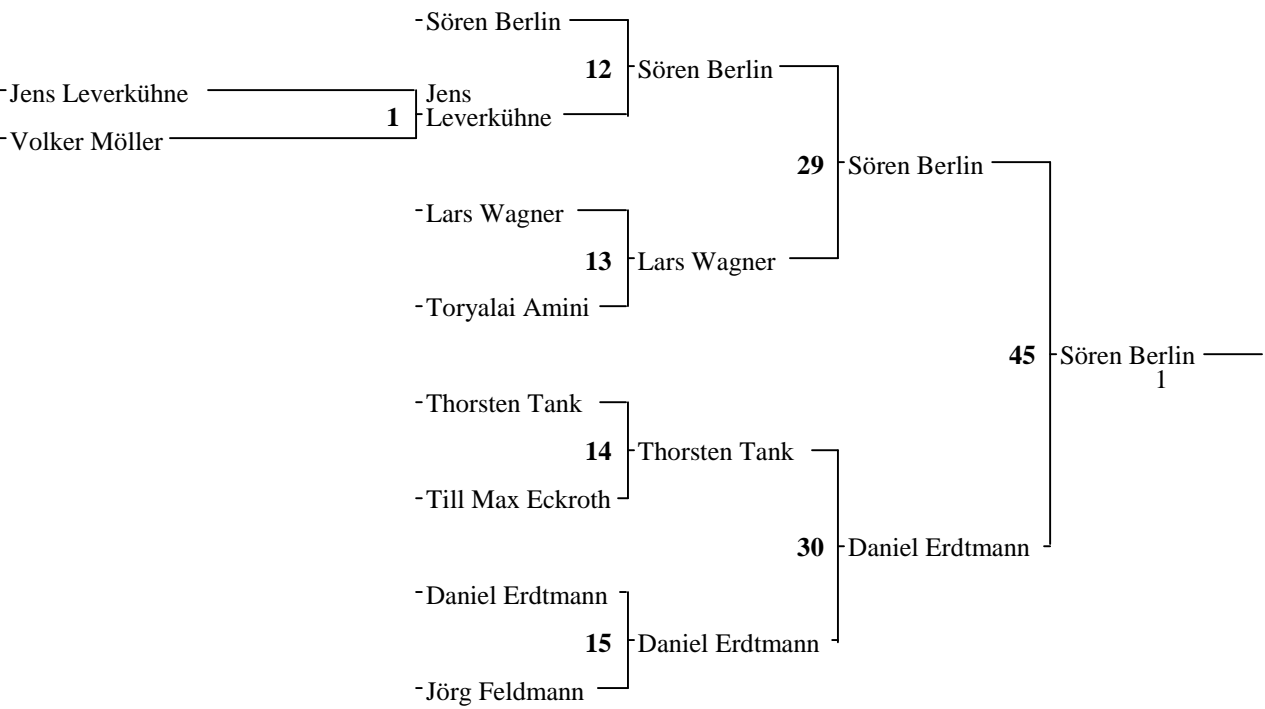 Sören Berlin
12 Sören Berlin
Jens Leverkühne
Jens
1 Leverkühne
Volker Möller
29 Sören Berlin
Lars Wagner
13 Lars Wagner
Toryalai Amini
45 Sören Berlin
1
Thorsten Tank
14 Thorsten Tank
Till Max Eckroth
30 Daniel Erdtmann
Daniel Erdtmann
15 Daniel Erdtmann
Jörg Feldmann